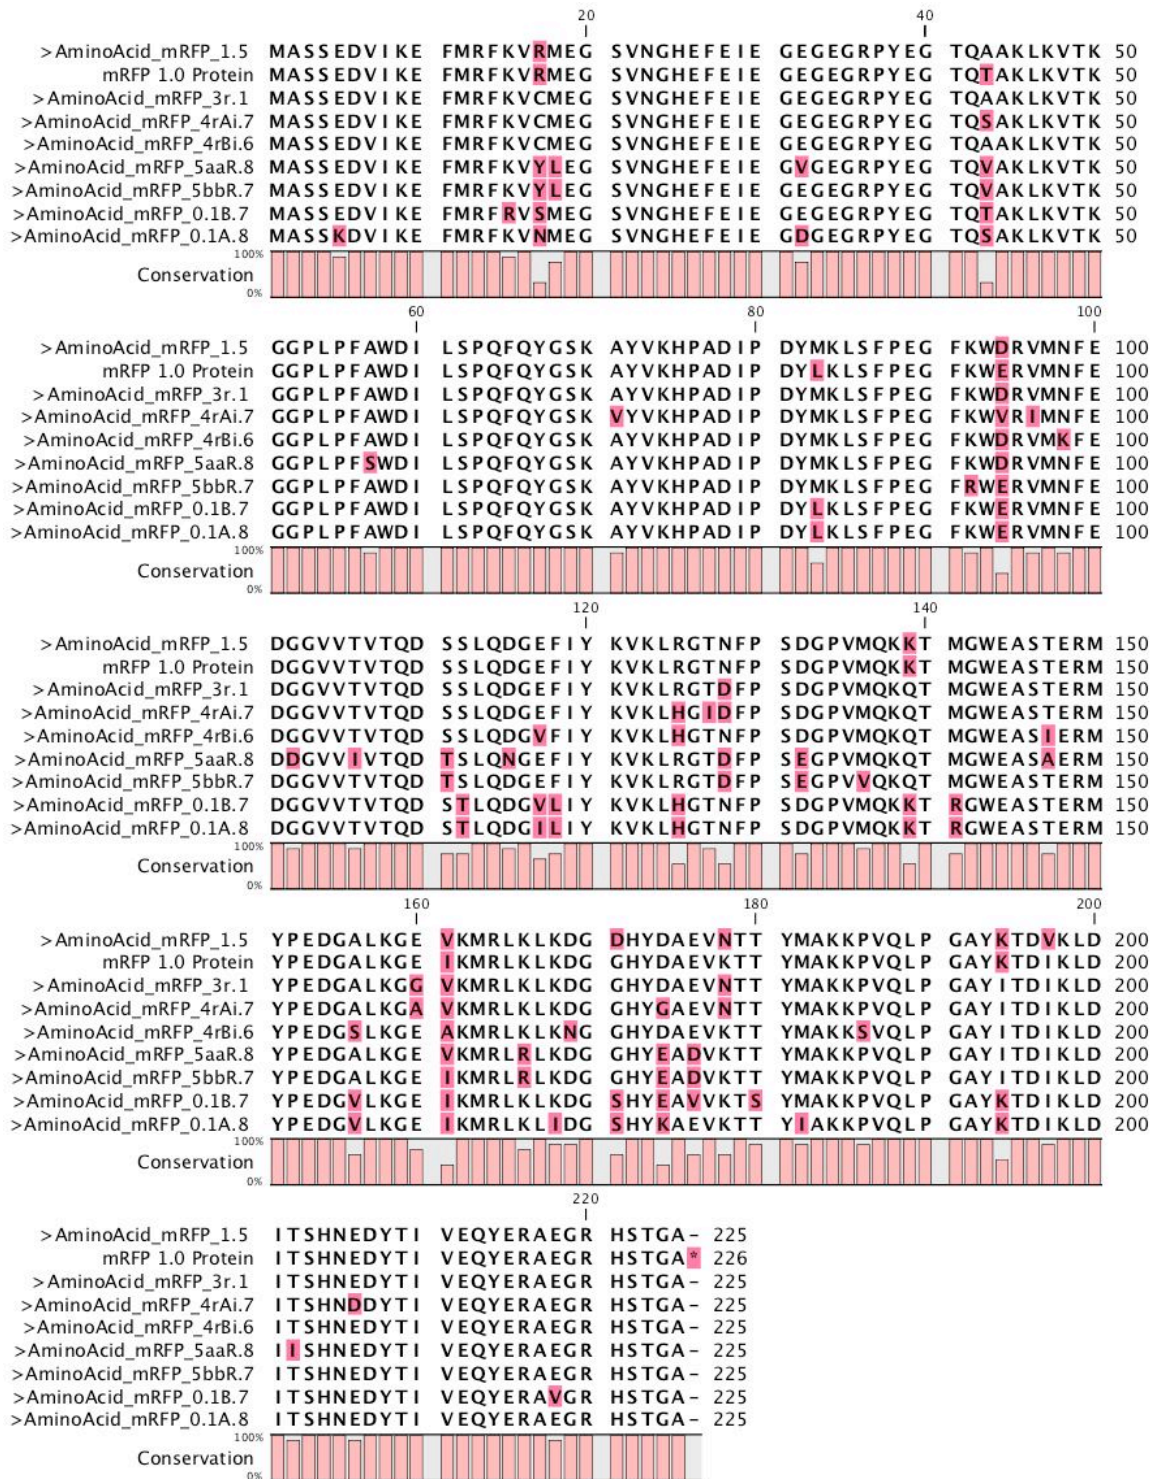 20 40
>AminoAcid_mRFP_1.5 MASSEDVIKE FMRFKVRMEG SVNGHEFEIE GEGEGRPYEG TQAAKLKVTK 50
mRFP 1.0 Protein MASSEDVIKE FMRFKVRMEG SVNGHEFEIE GEGEGRPYEG TQTAKLKVTK 50
>AminoAcid_mRFP_3r.1 MASSEDVIKE FMRFKVCMEG SVNGHEFEIE GEGEGRPYEG TQAAKLKVTK 50
>AminoAcid_mRFP_4rAi.7 MASSEDVIKE FMRFKVCMEG SVNGHEFEIE GEGEGRPYEG TQSAKLKVTK 50
>AminoAcid_mRFP_4rBi.6 MASSEDVIKE FMRFKVCMEG SVNGHEFEIE GEGEGRPYEG TQAAKLKVTK 50
>AminoAcid_mRFP_5aaR.8 MASSEDVIKE FMRFKVYLEG SVNGHEFEIE GVGEGRPYEG TQVAKLKVTK 50
>AminoAcid_mRFP_5bbR.7 MASSEDVIKE FMRFKVYLEG SVNGHEFEIE GEGEGRPYEG TQVAKLKVTK 50
>AminoAcid_mRFP_0.1B.7 MASSEDVIKE FMRFRVSMEG SVNGHEFEIE GEGEGRPYEG TQTAKLKVTK 50
>AminoAcid_mRFP_0.1A.8 MASSKDVIKE FMRFKVNMEG SVNGHEFEIE GDGEGRPYEG TQSAKLKVTK 50
100%
Conservation
0%
60 80 100
>AminoAcid_mRFP_1.5 GGPLPFAWDI LSPQFQYGSK AYVKHPADIP DYMKLSFPEG FKWDRVMNFE 100
mRFP 1.0 Protein GGPLPFAWDI LSPQFQYGSK AYVKHPADIP DYLKLSFPEG FKWERVMNFE 100
>AminoAcid_mRFP_3r.1 GGPLPFAWDI LSPQFQYGSK AYVKHPADIP DYMKLSFPEG FKWDRVMNFE 100
>AminoAcid_mRFP_4rAi.7 GGPLPFAWDI LSPQFQYGSK VYVKHPADIP DYMKLSFPEG FKWVRIMNFE 100
>AminoAcid_mRFP_4rBi.6 GGPLPFAWDI LSPQFQYGSK AYVKHPADIP DYMKLSFPEG FKWDRVMKFE 100
>AminoAcid_mRFP_5aaR.8 GGPLPFSWDI LSPQFQYGSK AYVKHPADIP DYMKLSFPEG FKWDRVMNFE 100
>AminoAcid_mRFP_5bbR.7 GGPLPFAWDI LSPQFQYGSK AYVKHPADIP DYMKLSFPEG FRWERVMNFE 100
>AminoAcid_mRFP_0.1B.7 GGPLPFAWDI LSPQFQYGSK AYVKHPADIP DYLKLSFPEG FKWERVMNFE 100
>AminoAcid_mRFP_0.1A.8 GGPLPFAWDI LSPQFQYGSK AYVKHPADIP DYLKLSFPEG FKWERVMNFE 100
100%
Conservation
0%
120 140
>AminoAcid_mRFP_1.5 DGGVVTVTQD SSLQDGEFIY KVKLRGTNFP SDGPVMQKKT MGWEASTERM 150
mRFP 1.0 Protein DGGVVTVTQD SSLQDGEFIY KVKLRGTNFP SDGPVMQKKT MGWEASTERM 150
>AminoAcid_mRFP_3r.1 DGGVVTVTQD SSLQDGEFIY KVKLRGTDFP SDGPVMQKQT MGWEASTERM 150
>AminoAcid_mRFP_4rAi.7 DGGVVTVTQD SSLQDGEFIY KVKLHGIDFP SDGPVMQKQT MGWEASTERM 150
>AminoAcid_mRFP_4rBi.6 DGGVVTVTQD SSLQDGVFIY KVKLHGTNFP SDGPVMQKQT MGWEASIERM 150
>AminoAcid_mRFP_5aaR.8 DDGVVIVTQD TSLQNGEFIY KVKLRGTDFP SEGPVMQKQT MGWEASAERM 150
>AminoAcid_mRFP_5bbR.7 DGGVVTVTQD TSLQDGEFIY KVKLRGTDFP SEGPVVQKQT MGWEASTERM 150
>AminoAcid_mRFP_0.1B.7 DGGVVTVTQD STLQDGVLIY KVKLHGTNFP SDGPVMQKKT RGWEASTERM 150
>AminoAcid_mRFP_0.1A.8 DGGVVTVTQD STLQDGILIY KVKLHGTNFP SDGPVMQKKT RGWEASTERM 150
100%
Conservation
0%
160 180 200
>AminoAcid_mRFP_1.5 YPEDGALKGE VKMRLKLKDG DHYDAEVNTT YMAKKPVQLP GAYKTDVKLD 200
mRFP 1.0 Protein YPEDGALKGE IKMRLKLKDG GHYDAEVKTT YMAKKPVQLP GAYKTDIKLD 200
>AminoAcid_mRFP_3r.1 YPEDGALKGG VKMRLKLKDG GHYDAEVNTT YMAKKPVQLP GAYITDIKLD 200
>AminoAcid_mRFP_4rAi.7 YPEDGALKGA VKMRLKLKDG GHYGAEVNTT YMAKKPVQLP GAYITDIKLD 200
>AminoAcid_mRFP_4rBi.6 YPEDGSLKGE AKMRLKLKNG GHYDAEVKTT YMAKKSVQLP GAYITDIKLD 200
>AminoAcid_mRFP_5aaR.8 YPEDGALKGE VKMRLRLKDG GHYEADVKTT YMAKKPVQLP GAYITDIKLD 200
>AminoAcid_mRFP_5bbR.7 YPEDGALKGE IKMRLRLKDG GHYEADVKTT YMAKKPVQLP GAYITDIKLD 200
>AminoAcid_mRFP_0.1B.7 YPEDGVLKGE IKMRLKLKDG SHYEAVVKTS YMAKKPVQLP GAYKTDIKLD 200
>AminoAcid_mRFP_0.1A.8 YPEDGVLKGE IKMRLKLIDG SHYKAEVKTT YIAKKPVQLP GAYKTDIKLD 200
100%
Conservation
0%
220
>AminoAcid_mRFP_1.5 ITSHNEDYTI VEQYERAEGR HSTGA- 225
mRFP 1.0 Protein ITSHNEDYTI VEQYERAEGR HSTGA* 226
>AminoAcid_mRFP_3r.1 ITSHNEDYTI VEQYERAEGR HSTGA- 225
>AminoAcid_mRFP_4rAi.7 ITSHNDDYTI VEQYERAEGR HSTGA- 225
>AminoAcid_mRFP_4rBi.6 ITSHNEDYTI VEQYERAEGR HSTGA- 225
>AminoAcid_mRFP_5aaR.8 IISHNEDYTI VEQYERAEGR HSTGA- 225
>AminoAcid_mRFP_5bbR.7 ITSHNEDYTI VEQYERAEGR HSTGA- 225
>AminoAcid_mRFP_0.1B.7 ITSHNEDYTI VEQYERAVGR HSTGA- 225
>AminoAcid_mRFP_0.1A.8 ITSHNEDYTI VEQYERAEGR HSTGA- 225
100%
Conservation
0%